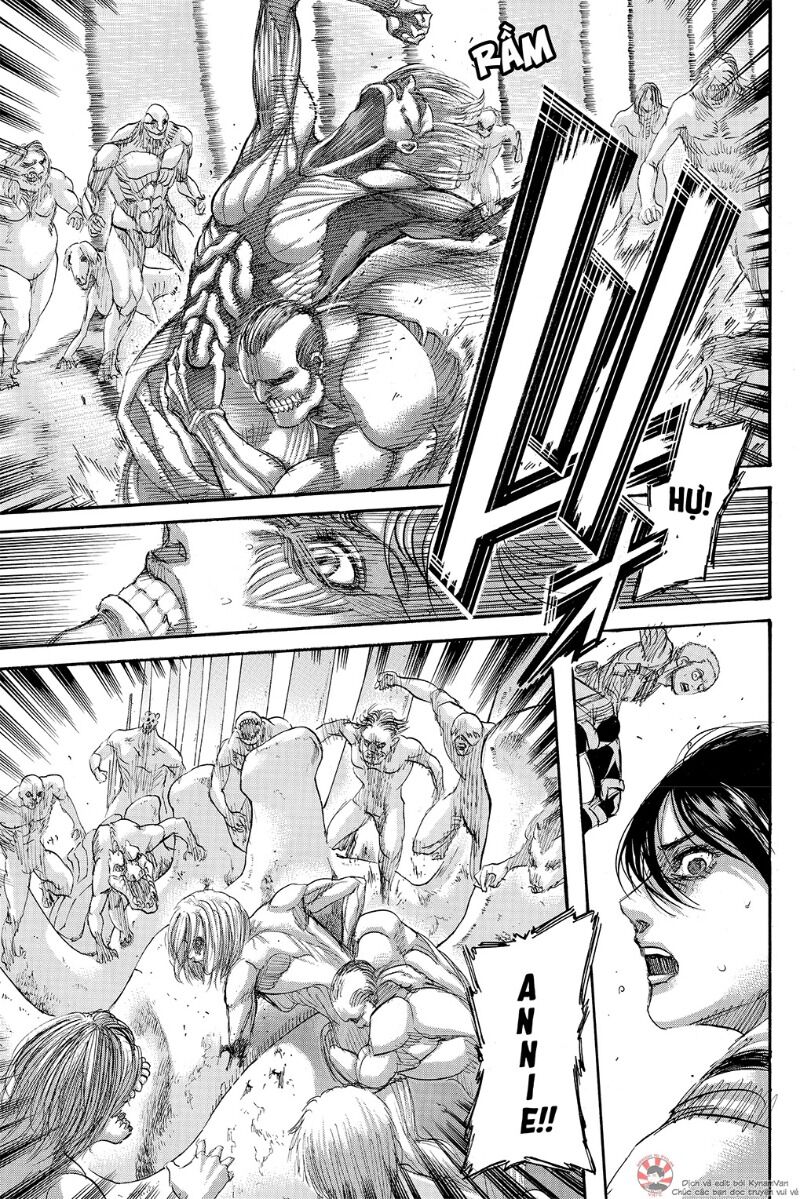 RẦM
HỰ!
ANNIE!!
Dịch và edit bởi KynamVan
Chúc các bạn đọc truyện vui vẻ